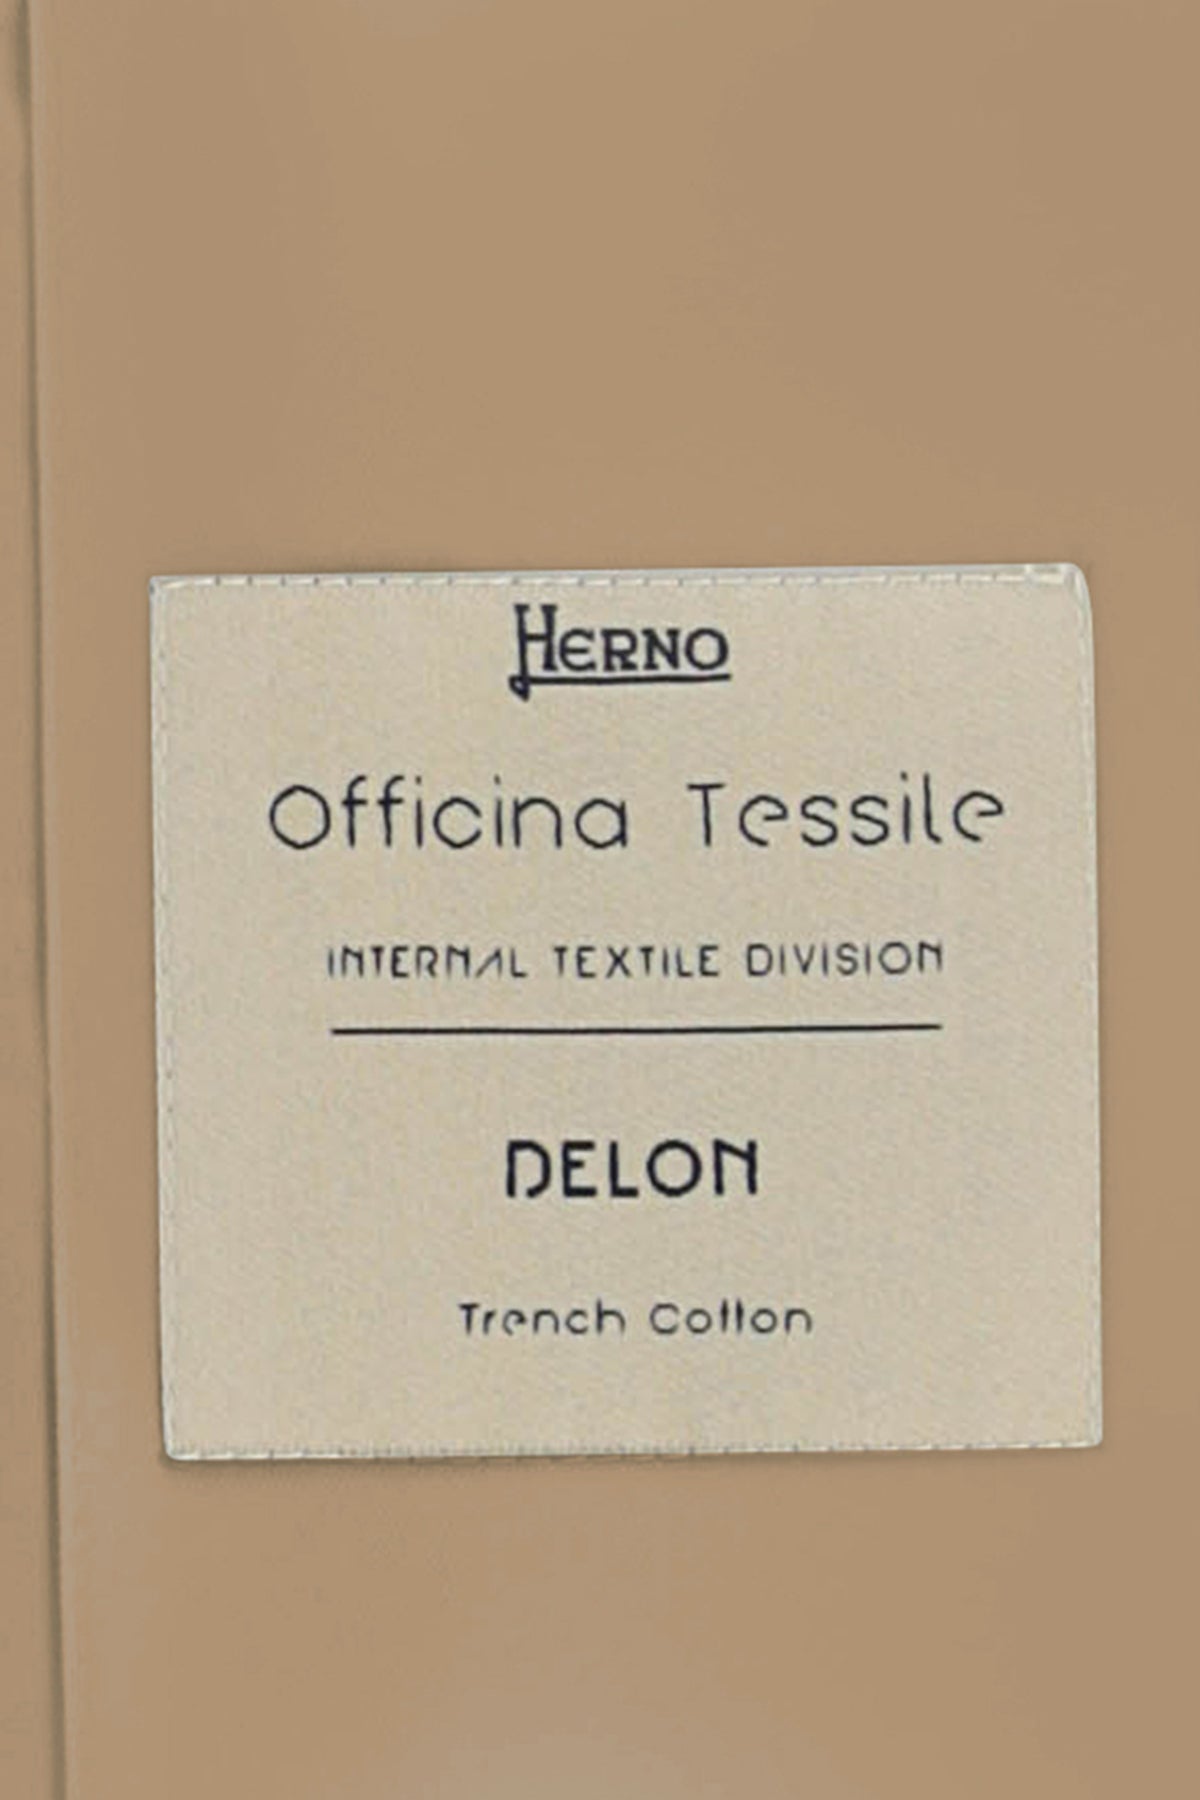 HERNO
Officina Tessile
INTERNAL TEXTILE DIVISION
DELON
Trench Cotton